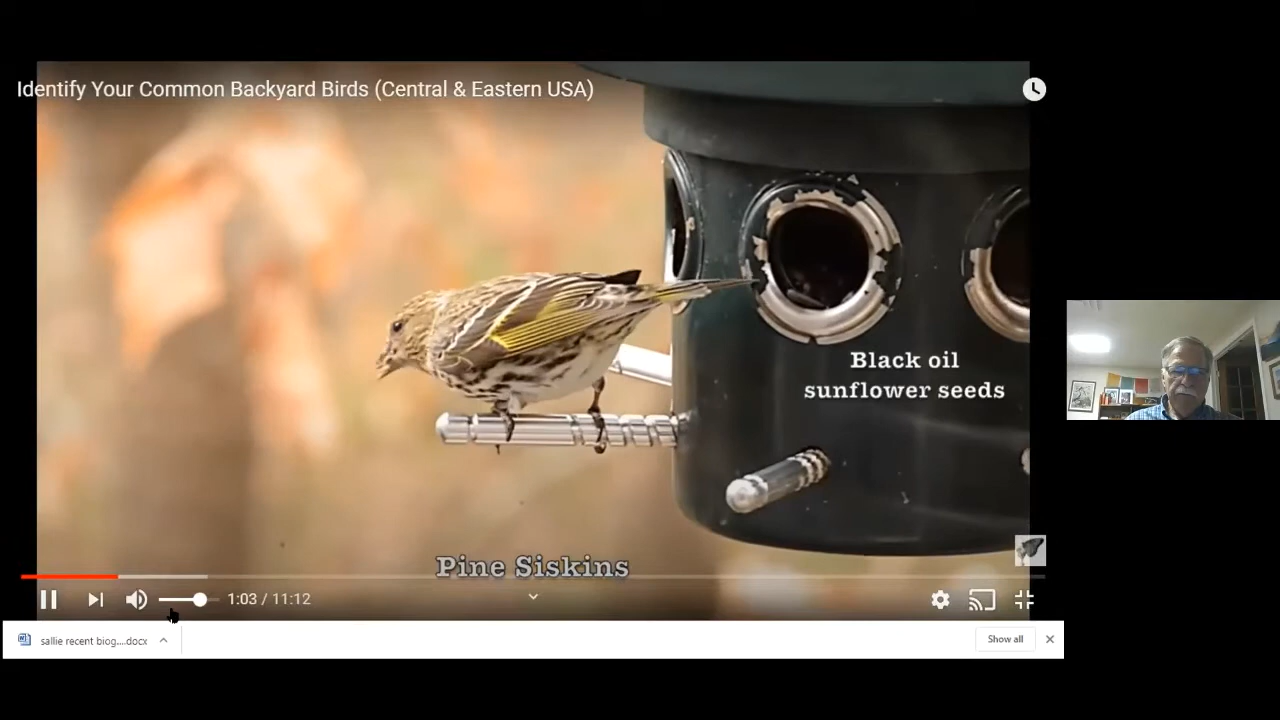 Identify Your Common Backyard Birds (Central & Eastern USA)
Black oil
sunflower seeds
Pine Siskins
1:03 / 11:12
sallie recent biog....docx
Show all